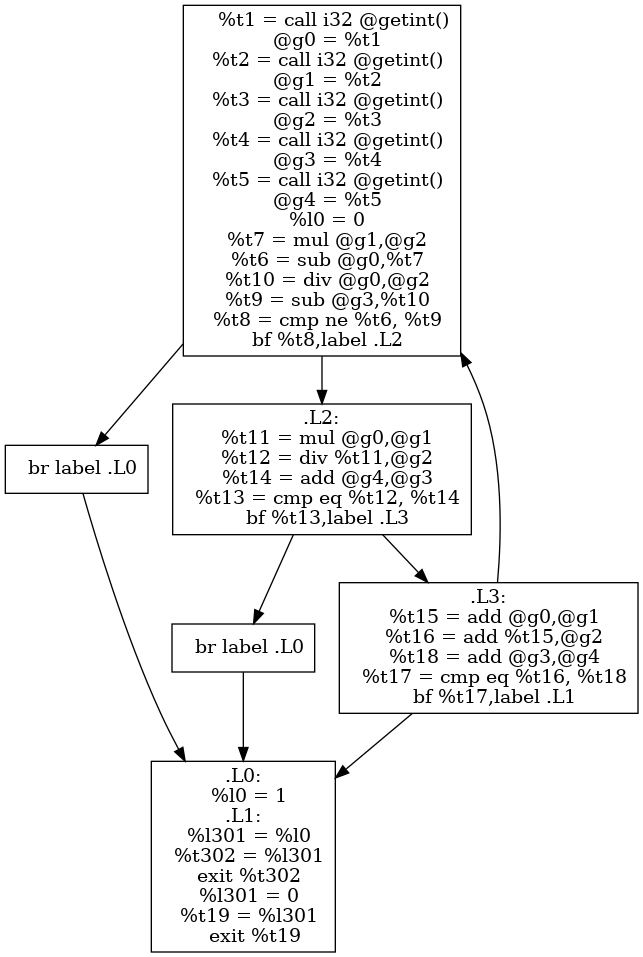 %t1 = call i32 @getint()
@g0 = %t1
%t2 = call i32 @getint()
@g1 = %t2
%t3 = call i32 @getint()
@g2 = %t3
%t4 = call i32 @getint()
@g3 = %t4
%t5 = call i32 @getint()
@g4 = %t5
%l0 = 0
%t7 = mul @g1,@g2
%t6 = sub @g0,%t7
%t10 = div @g0,@g2
%t9 = sub @g3,%t10
%t8 = cmp ne %t6, %t9
bf %t8,label .L2
br label .L0
.L2:
%t11 = mul @g0,@g1
%t12 = div %t11,@g2
%t14 = add @g4,@g3
%t13 = cmp eq %t12, %t14
bf %t13,label .L3
br label .L0
.L3:
%t15 = add @g0,@g1
%t16 = add %t15,@g2
%t18 = add @g3,@g4
%t17 = cmp eq %t16, %t18
bf %t17,label .L1
.L0:
%l0 = 1
.L1:
%l301 = %l0
%t302 = %l301
exit %t302
%l301 = 0
%t19 = %l301
exit %t19